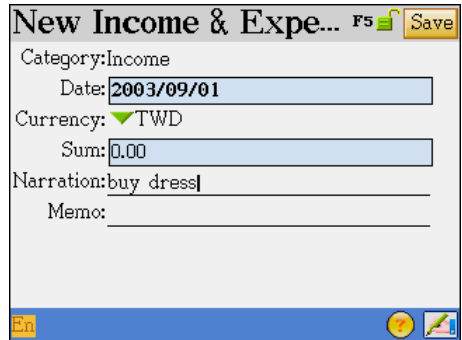 New Income & Expe... F5 Save
Category:Income
Date: 2003/09/01
Currency: TWD
Sum: 0.00
Narration: buy dress
Memo:
En ?